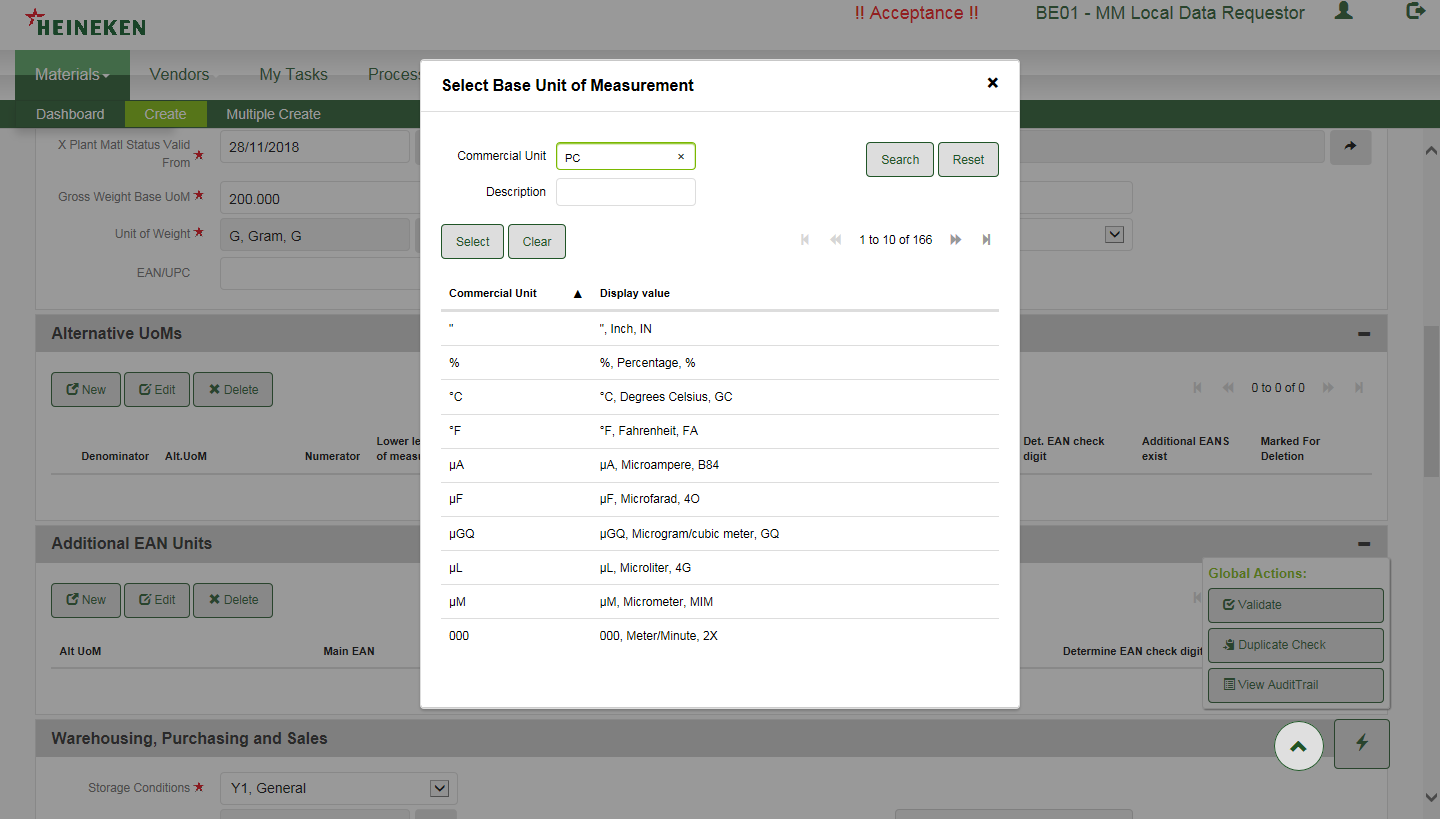 HEINEKEN
!! Acceptance !!
BE01 - MM Local Data Requestor
Materials
Vendors
My Tasks
Process
Dashboard
Create
Multiple Create
Select Base Unit of Measurement
X Plant Matl Status Valid
From
28/11/2018
Commercial Unit
PC
Search
Reset
Description
Gross Weight Base UoM
200.000
Unit of Weight
G, Gram, G
Select
Clear
1 to 10 of 166
EAN/UPC
Commercial Unit
Display value
"
", Inch, IN
%
%, Percentage, %
°C
°C, Degrees Celsius, GC
°F
°F, Fahrenheit, FA
µA
µA, Microampere, B84
µF
µF, Microfarad, 4O
µGQ
µGQ, Microgram/cubic meter, GQ
µL
µL, Microliter, 4G
µM
µM, Micrometer, MIM
000
000, Meter/Minute, 2X
Alternative UoMs
New
Edit
Delete
0 to 0 of 0
Denominator
Alt.UoM
Numerator
Lower le
of measu
Det. EAN check
digit
Additional EANS
exist
Marked For
Deletion
Additional EAN Units
New
Edit
Delete
Alt UoM
Main EAN
Determine EAN check digit
Global Actions:
Validate
Duplicate Check
View AuditTrail
Warehousing, Purchasing and Sales
Storage Conditions
Y1, General